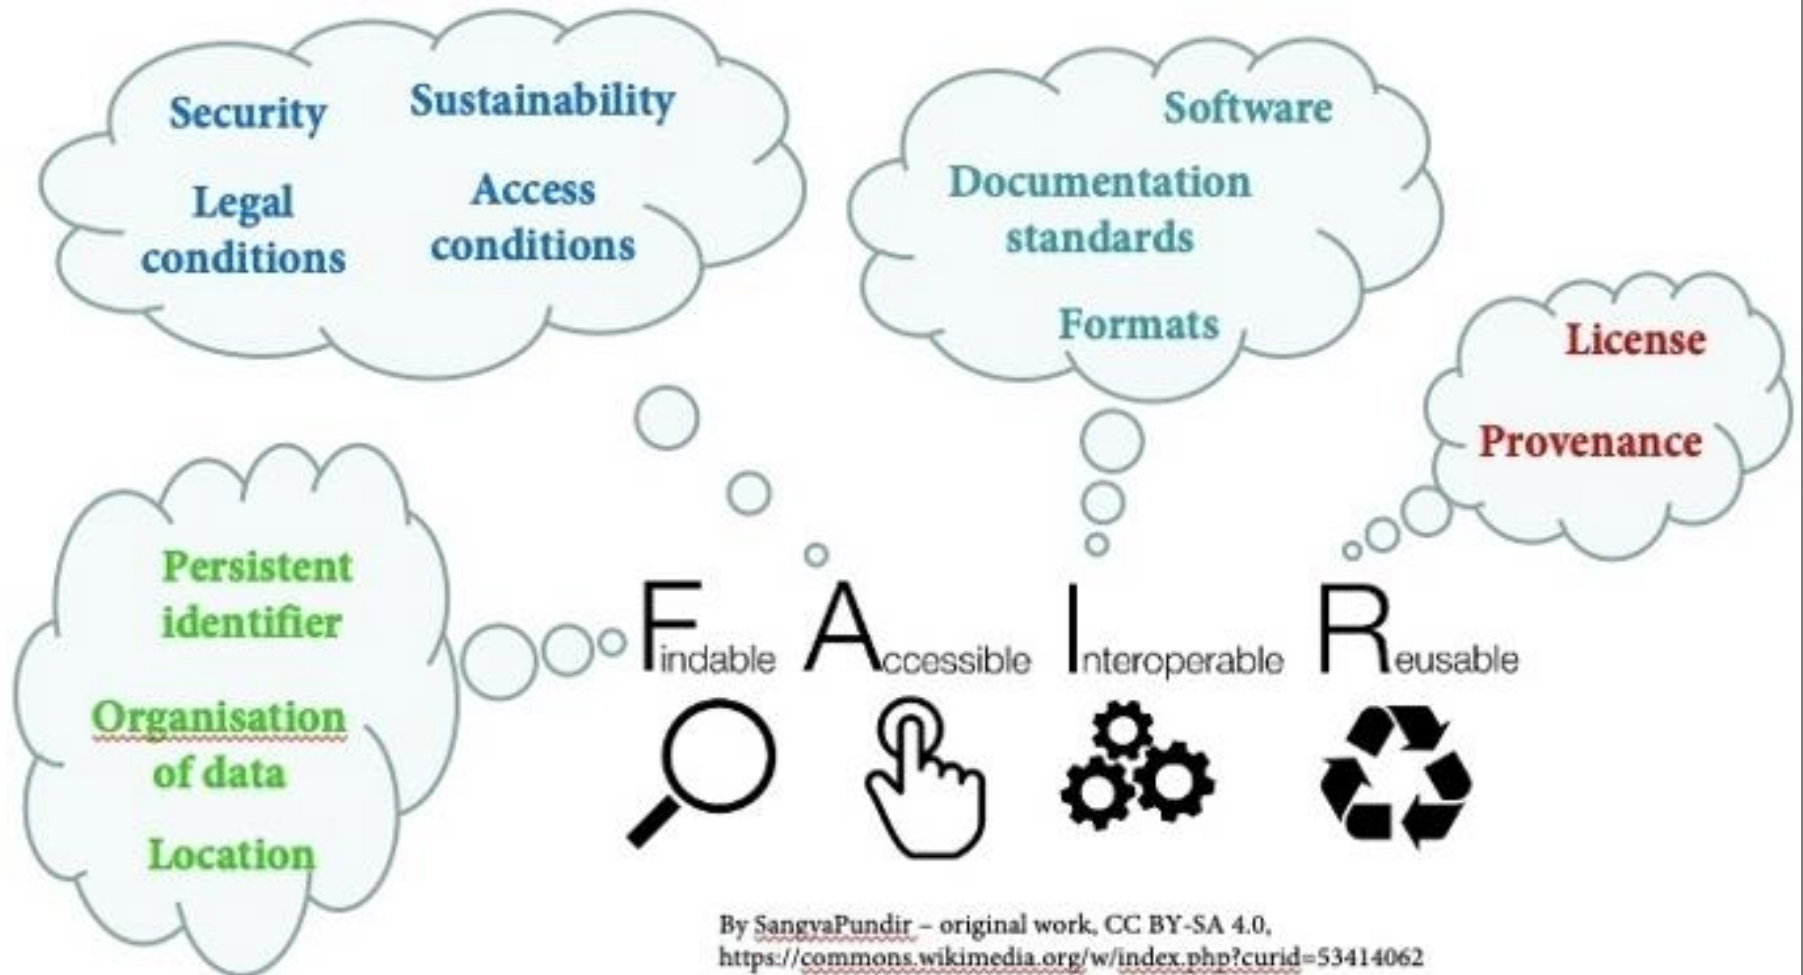 Security
Sustainability
Legal
conditions
Access
conditions
Software
Documentation
standards
Formats
License
Provenance
Persistent
identifier
Organisation
of data
Location
Findable
Accessible
Interoperable
Reusable
By SangyaPundir – original work, CC BY-SA 4.0,
https://commons.wikimedia.org/w/index.php?curid=53414062